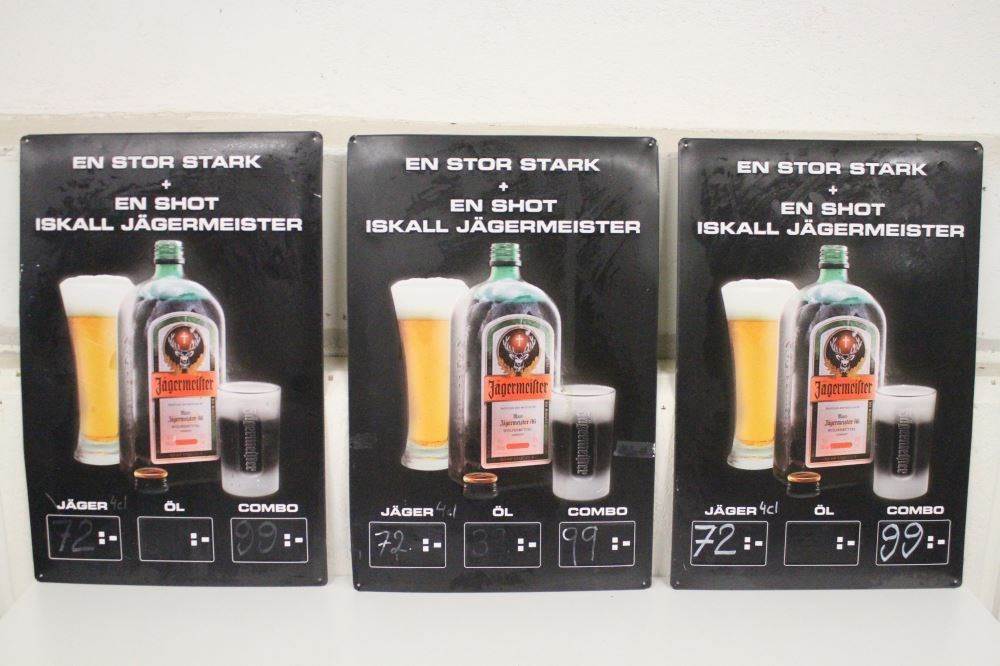 EN STOR STARK
+
EN SHOT
ISKALL JÄGERMEISTER
Jägermeister
JÄGER 4cl ÖL COMBO
72 :- :- 99 :-
EN STOR STARK
+
EN SHOT
ISKALL JÄGERMEISTER
Jägermeister
JÄGER 4cl ÖL COMBO
72 :- :- 99 :-
EN STOR STARK
+
EN SHOT
ISKALL JÄGERMEISTER
Jägermeister
JÄGER 4cl ÖL COMBO
72 :- :- 99 :-